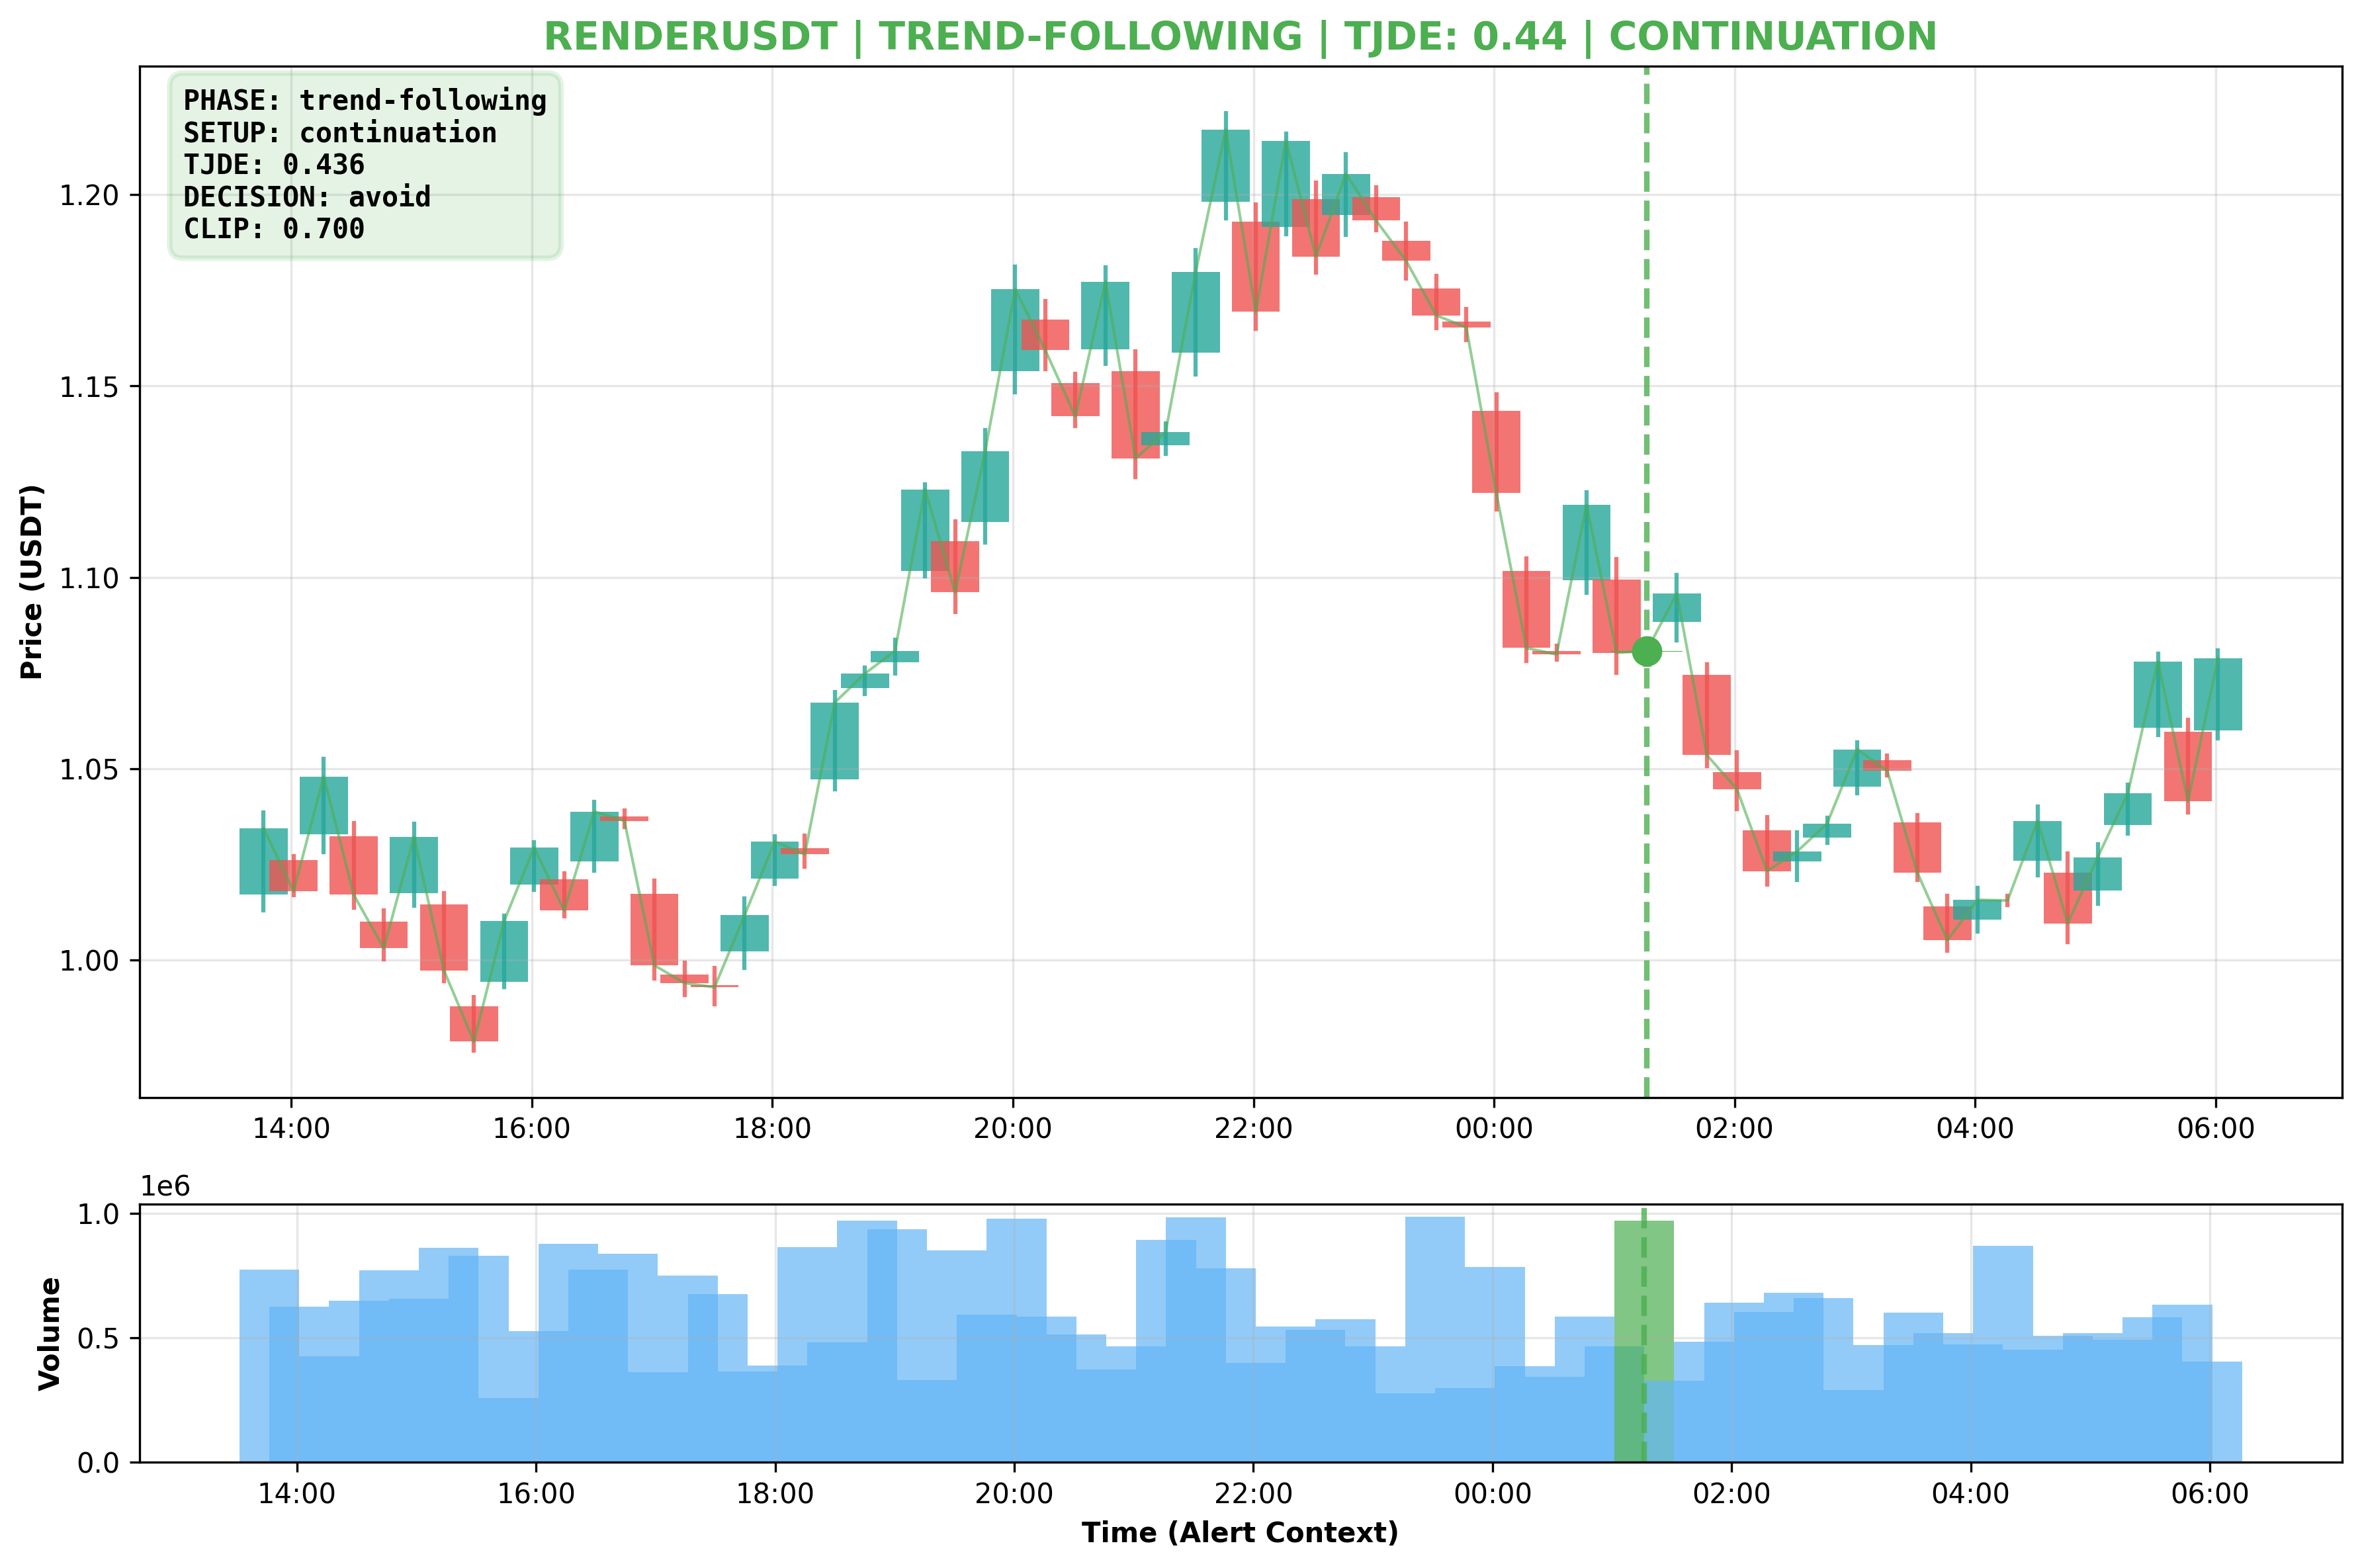 RENDERUSDT | TREND-FOLLOWING | TJDE: 0.44 | CONTINUATION
PHASE: trend-following
SETUP: continuation
TJDE: 0.436
DECISION: avoid
CLIP: 0.700
Price (USDT)
1.20
1.15
1.10
1.05
1.00
14:00 16:00 18:00 20:00 22:00 00:00 02:00 04:00 06:00
1e6
Volume
1.0
0.5
0.0
14:00 16:00 18:00 20:00 22:00 00:00 02:00 04:00 06:00
Time (Alert Context)